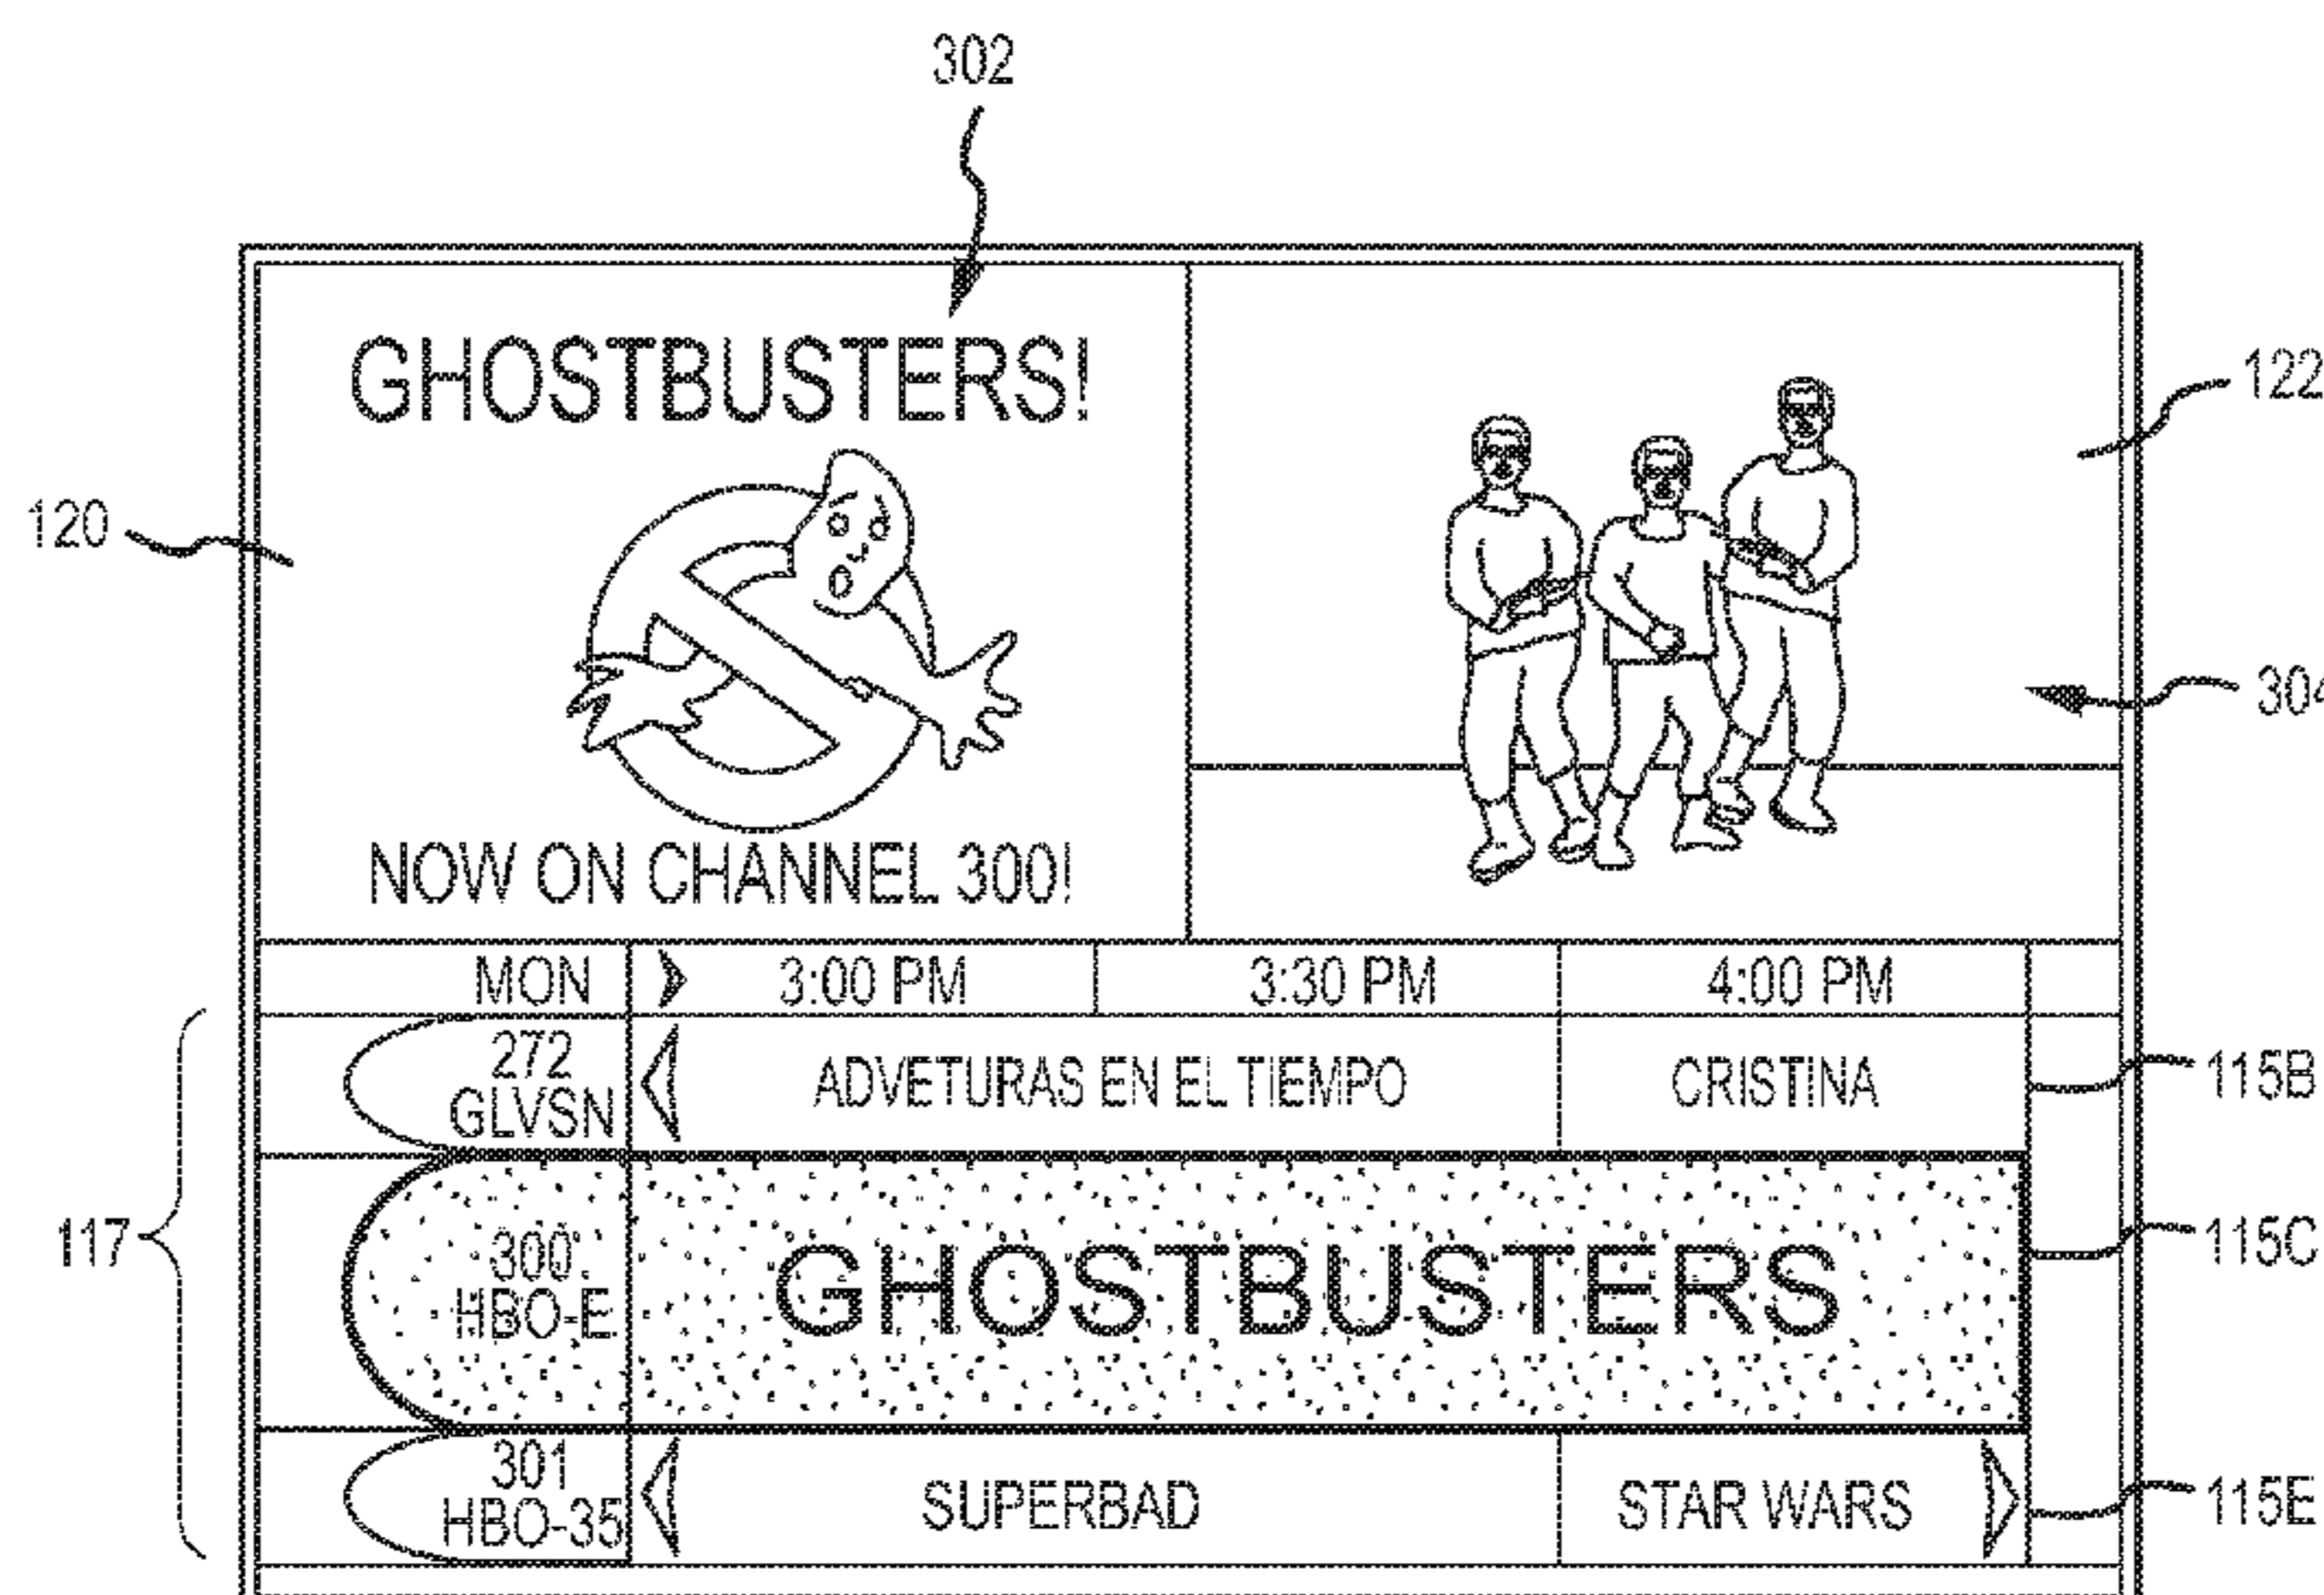 302
GHOSTBUSTERS!
122
120
304
NOW ON CHANNEL 300!
MON 3:00 PM 3:30 PM 4:00 PM
272
GLVSN
ADVETURAS EN EL TIEMPO CRISTINA
115B
117
300
HBO-E
GHOSTBUSTERS
115C
301
HBO-35
SUPERBAD STAR WARS
115E